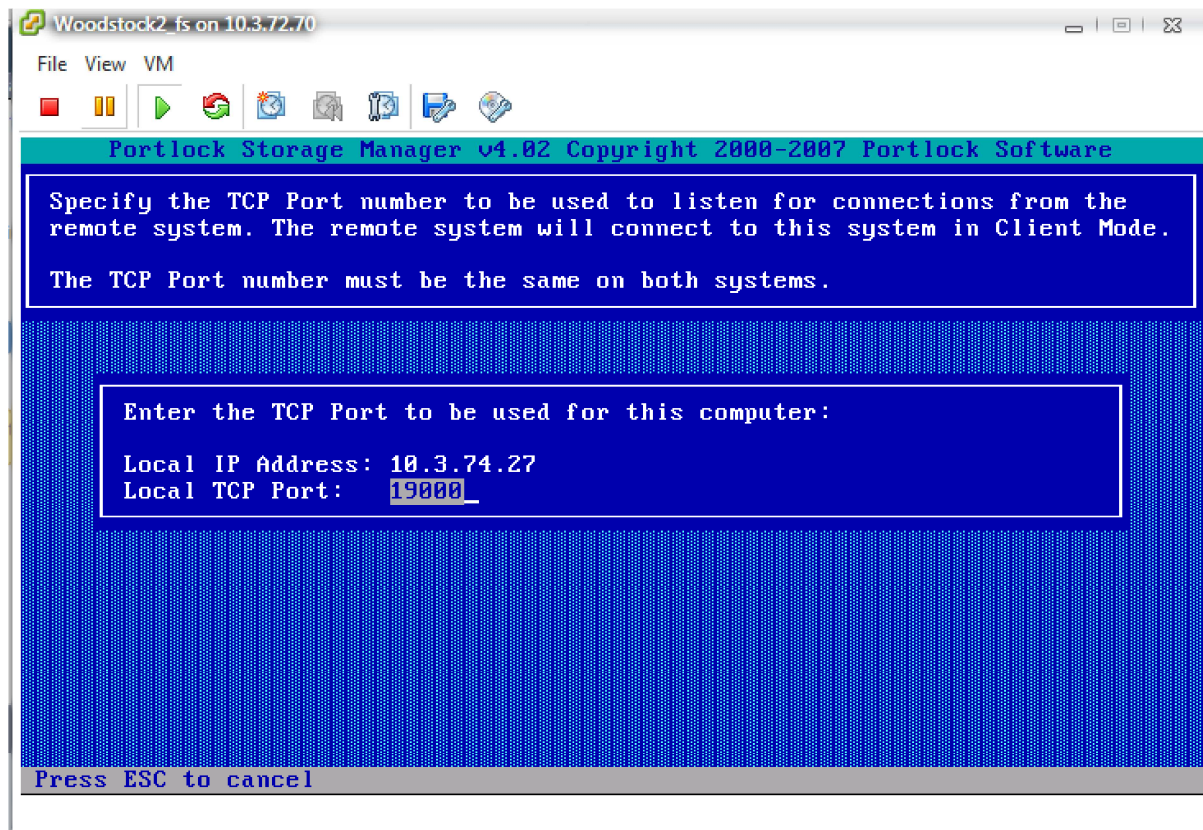 Woodstock2_fs on 10.3.72.70
File View VM
Portlock Storage Manager v4.02 Copyright 2000-2007 Portlock Software
Specify the TCP Port number to be used to listen for connections from the
remote system. The remote system will connect to this system in Client Mode.
The TCP Port number must be the same on both systems.
Enter the TCP Port to be used for this computer:
Local IP Address: 10.3.74.27
Local TCP Port: 19000_
Press ESC to cancel